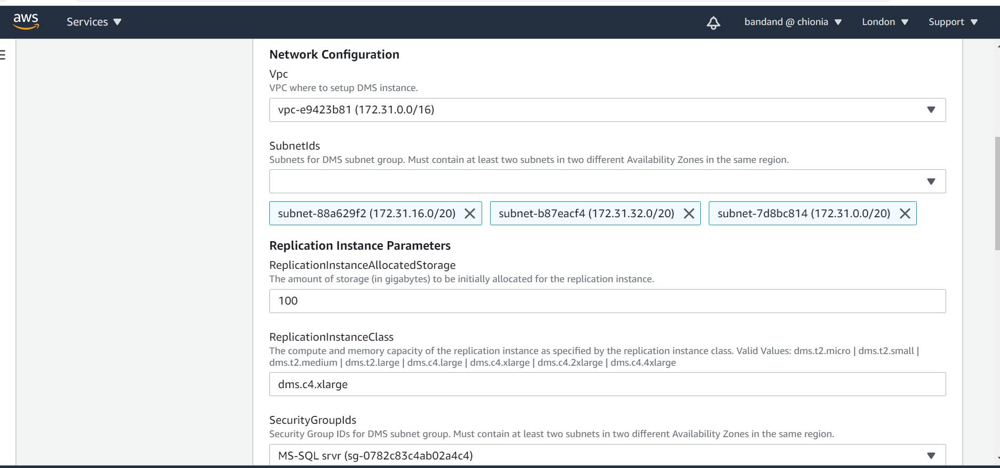 aws Services bandand @ chionia London Support
Network Configuration
Vpc
VPC where to setup DMS instance.
vpc-e9423b81 (172.31.0.0/16)
SubnetIds
Subnets for DMS subnet group. Must contain at least two subnets in two different Availability Zones in the same region.
subnet-88a629f2 (172.31.16.0/20) subnet-b87eacf4 (172.31.32.0/20) subnet-7d8bc814 (172.31.0.0/20)
Replication Instance Parameters
ReplicationInstanceAllocatedStorage
The amount of storage (in gigabytes) to be initially allocated for the replication instance.
100
ReplicationInstanceClass
The compute and memory capacity of the replication instance as specified by the replication instance class. Valid Values: dms.t2.micro | dms.t2.small |
dms.t2.medium | dms.t2.large | dms.c4.large | dms.c4.xlarge | dms.c4.2xlarge | dms.c4.4xlarge
dms.c4.xlarge
SecurityGroupIds
Security Group IDs for DMS subnet group. Must contain at least two subnets in two different Availability Zones in the same region.
MS-SQL srvr (sg-0782c83c4ab02a4c4)